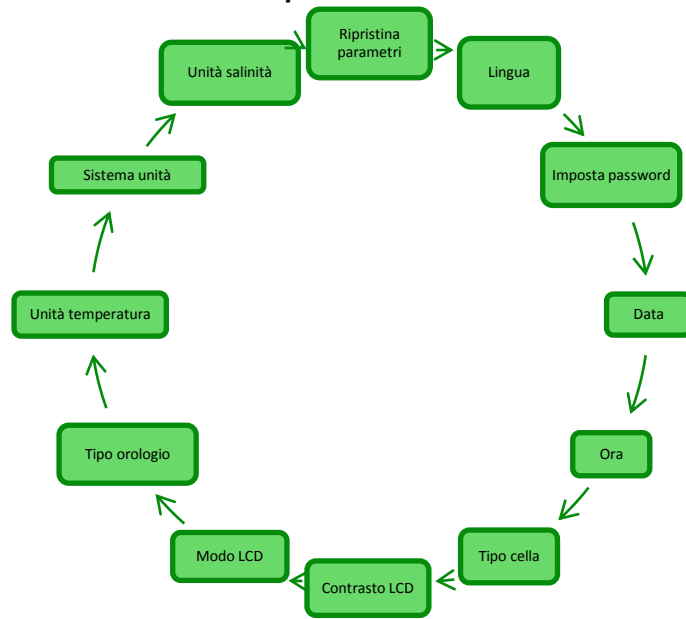 Ripristina
parametri
Lingua
Imposta password
Data
Ora
Tipo cella
Contrasto LCD
Modo LCD
Tipo orologio
Unità temperatura
Sistema unità
Unità salinità